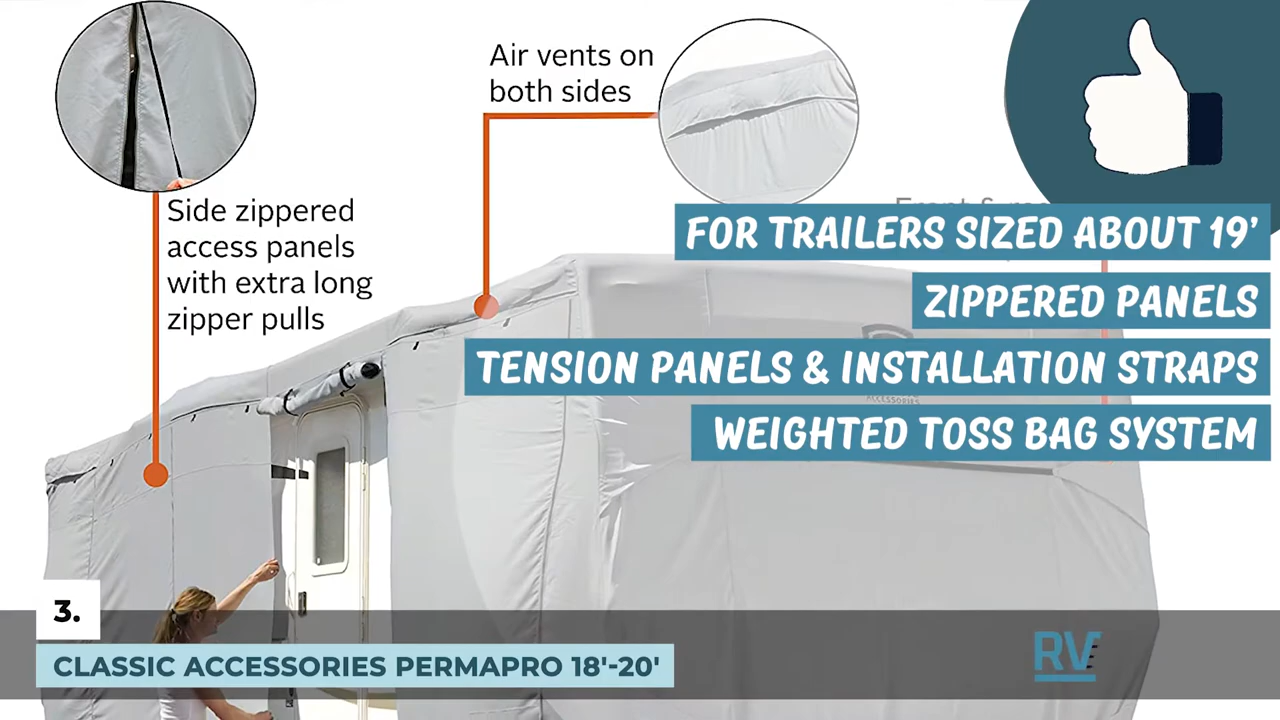 Air vents on
both sides
Side zippered
access panels
with extra long
zipper pulls
FOR TRAILERS SIZED ABOUT 19'
ZIPPERED PANELS
TENSION PANELS & INSTALLATION STRAPS
ACCESSORIES
WEIGHTED TOSS BAG SYSTEM
3.
CLASSIC ACCESSORIES PERMAPRO 18'-20'
RV